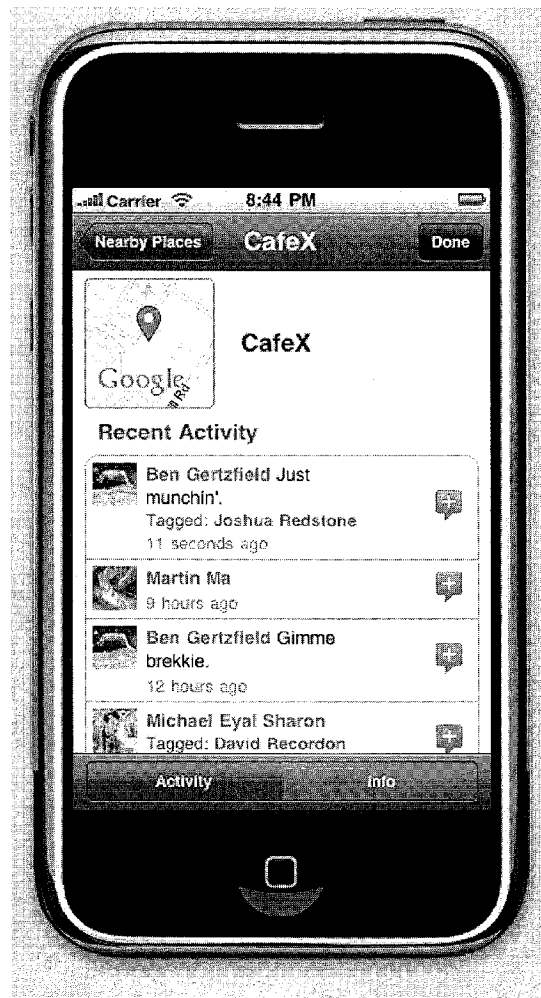 Carrier 8:44 PM
Nearby Places CafeX Done
Google
Rd
CafeX
Recent Activity
Ben Gertzfield Just
munchin'.
Tagged: Joshua Redstone
11 seconds ago
Martin Ma
9 hours ago
Ben Gertzfield Gimme
brekkie.
12 hours ago
Michael Eyal Sharon
Tagged: David Recordon
Activity Info